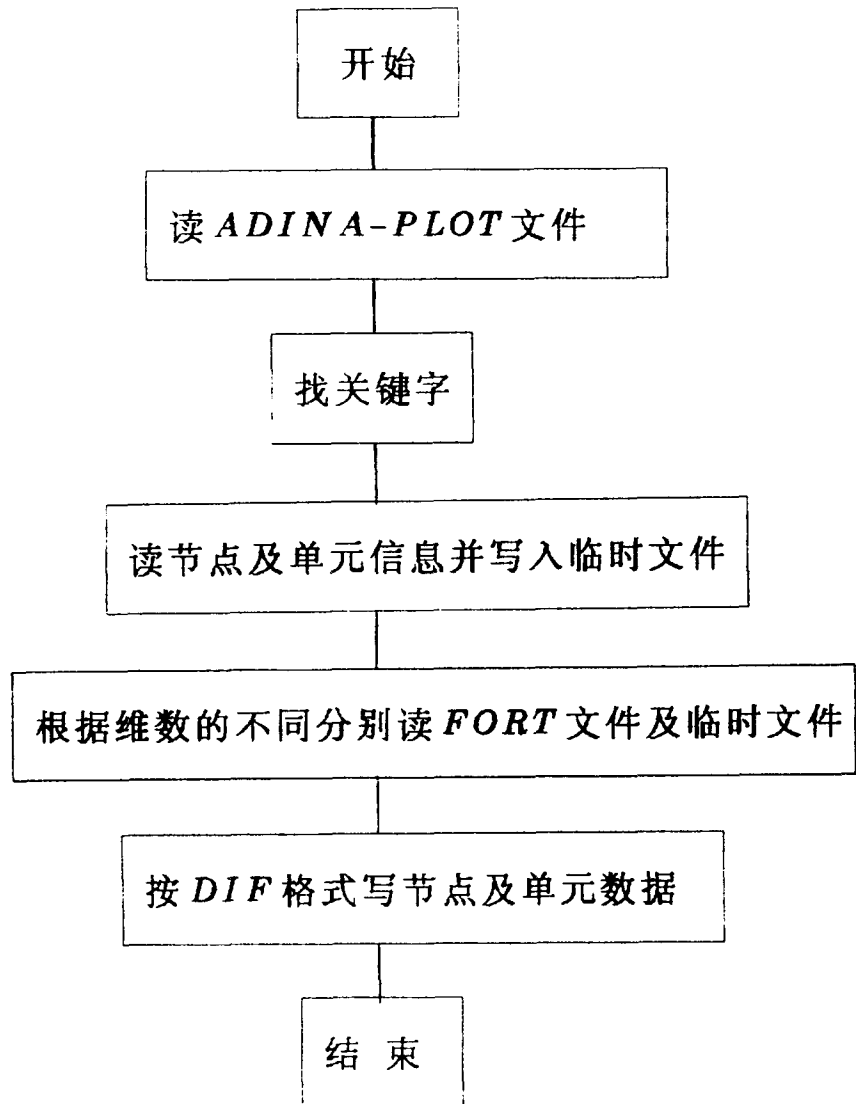 开始
读ADINA-PLOT文件
找关键字
读节点及单元信息并写入临时文件
根据维数的不同分别读FORT文件及临时文件
按DIF格式写节点及单元数据
结 束